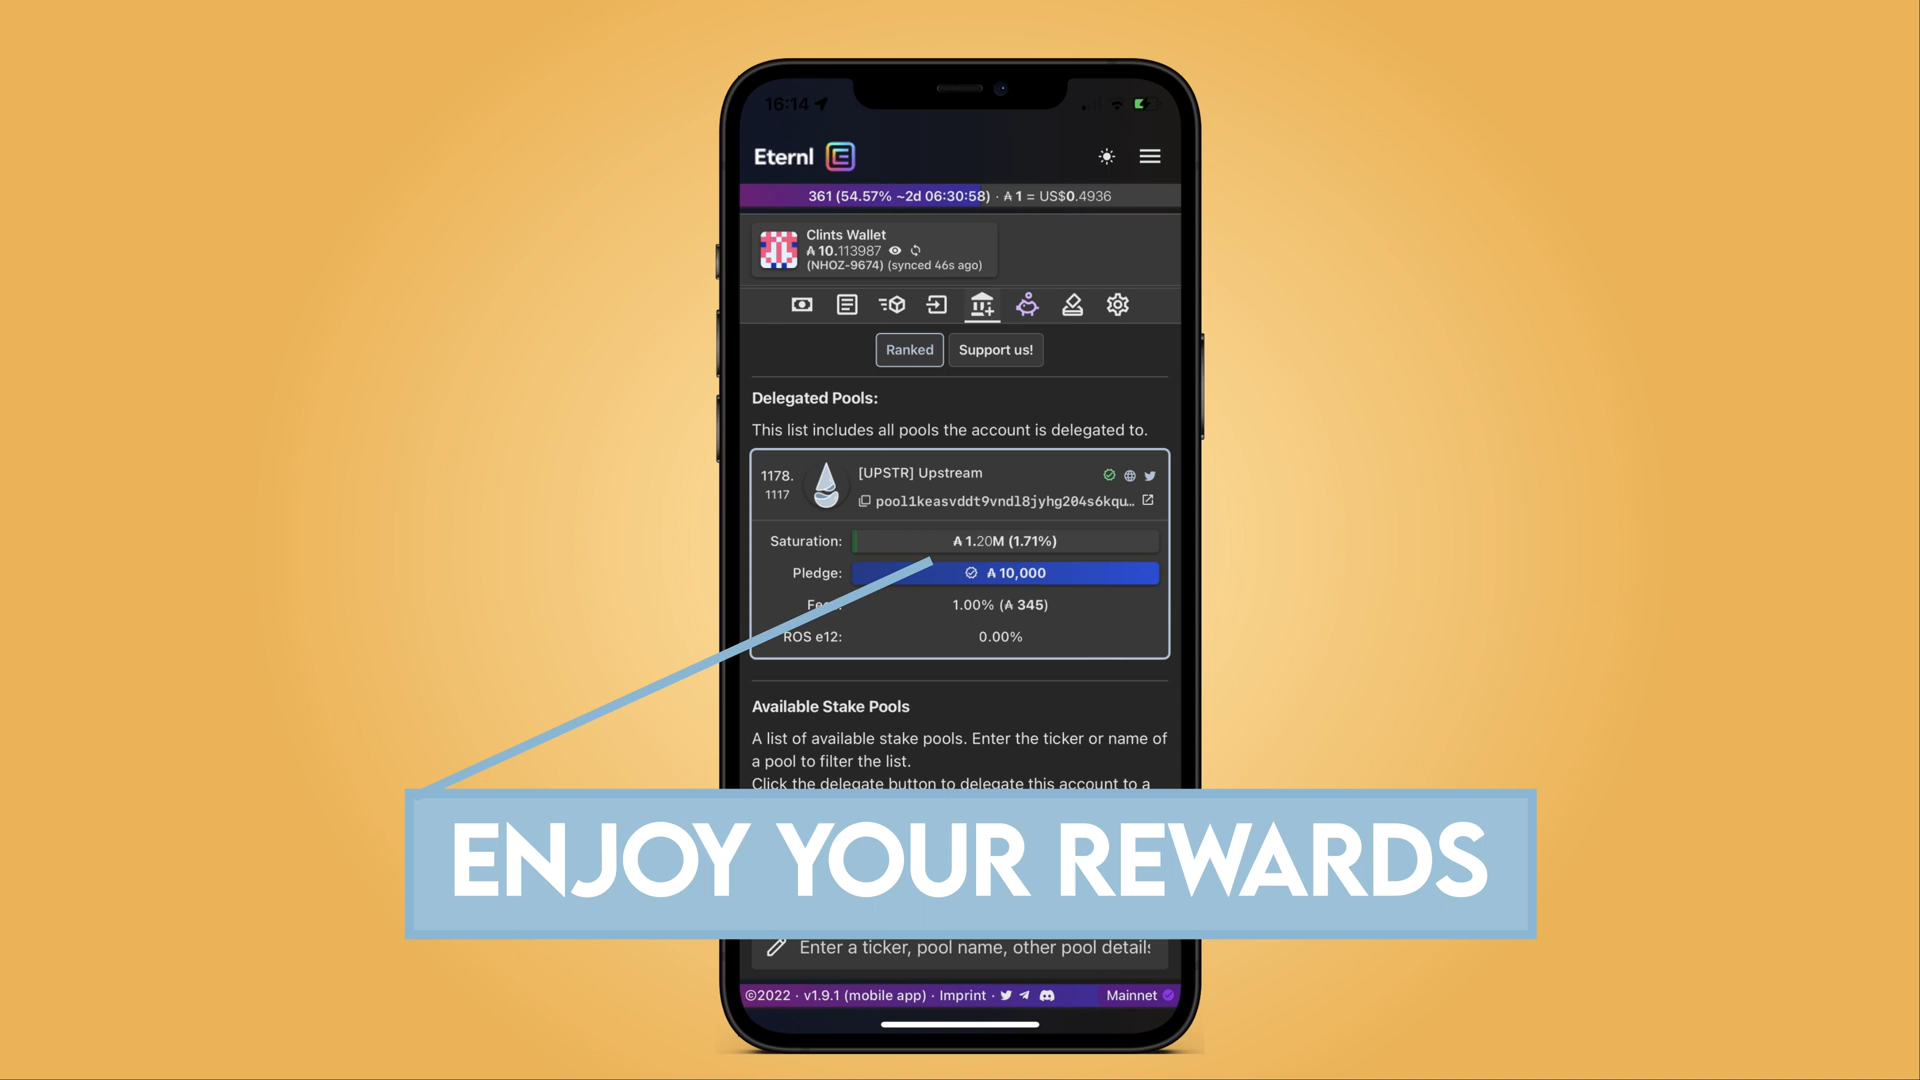 16:14
Eternl
361 (54.57% ~2d 06:30:58) · ₳ 1 = US$0.4936
Clints Wallet
₳ 10.113987
(NHOZ-9674) (synced 46s ago)
Ranked Support us!
Delegated Pools:
This list includes all pools the account is delegated to.
1178. [UPSTR] Upstream
1117 pool1keasvddt9vndl8jyhg204s6kqu…
Saturation: ₳ 1.20M (1.71%)
Pledge: ₳ 10,000
1.00% (₳ 345)
ROS e12: 0.00%
Available Stake Pools
A list of available stake pools. Enter the ticker or name of
a pool to filter the list.
Click the delegate button to delegate this account to a
ENJOY YOUR REWARDS
Enter a ticker, pool name, other pool details
©2022 · v1.9.1 (mobile app) · Imprint · Mainnet